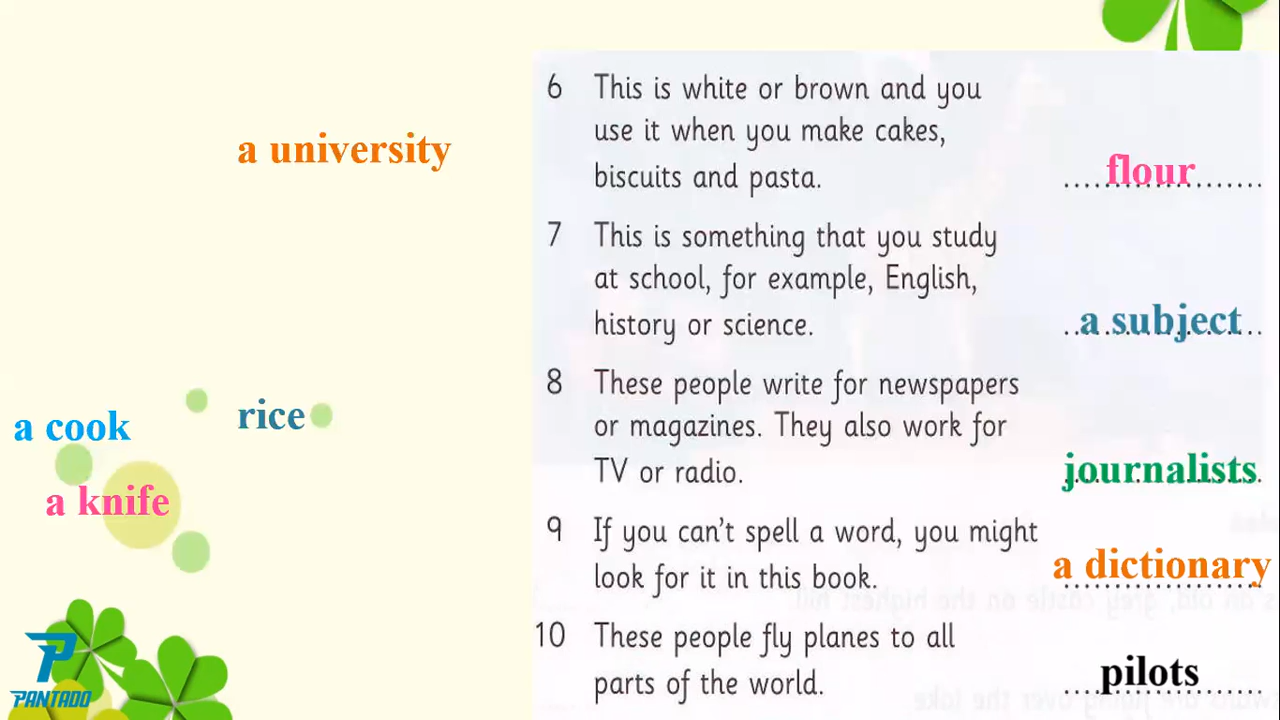 a university
a cook
rice
a knife
PANTADO
6 This is white or brown and you
use it when you make cakes,
biscuits and pasta. flour
7 This is something that you study
at school, for example, English,
history or science. a subject
8 These people write for newspapers
or magazines. They also work for
TV or radio. journalists
9 If you can't spell a word, you might
look for it in this book. a dictionary
10 These people fly planes to all
parts of the world. pilots